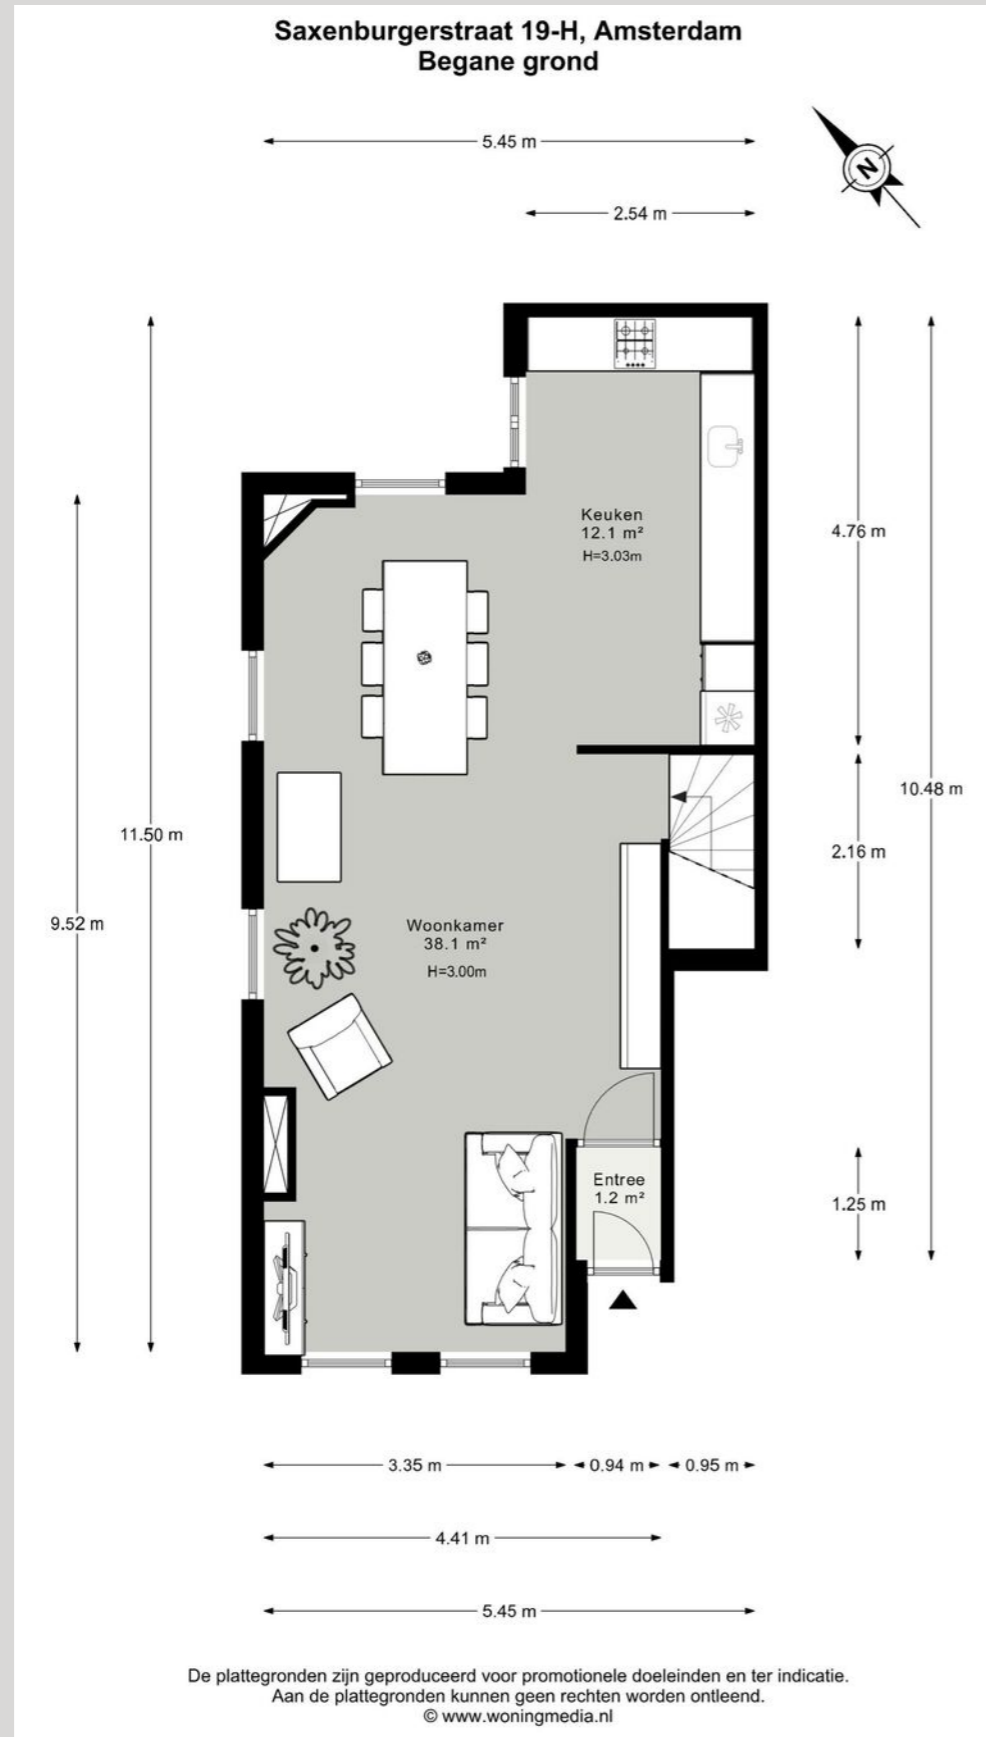 Saxenburgerstraat 19-H, Amsterdam
Begane grond
5.45 m
N
2.54 m
Keuken
12.1 m²
H=3.03m
4.76 m
10.48 m
11.50 m
2.16 m
9.52 m
Woonkamer
38.1 m²
H=3.00m
Entree
1.2 m²
1.25 m
3.35 m
0.94 m
0.95 m
4.41 m
5.45 m
De plattegronden zijn geproduceerd voor promotionele doeleinden en ter indicatie.
Aan de plattegronden kunnen geen rechten worden ontleend.
© www.woningmedia.nl